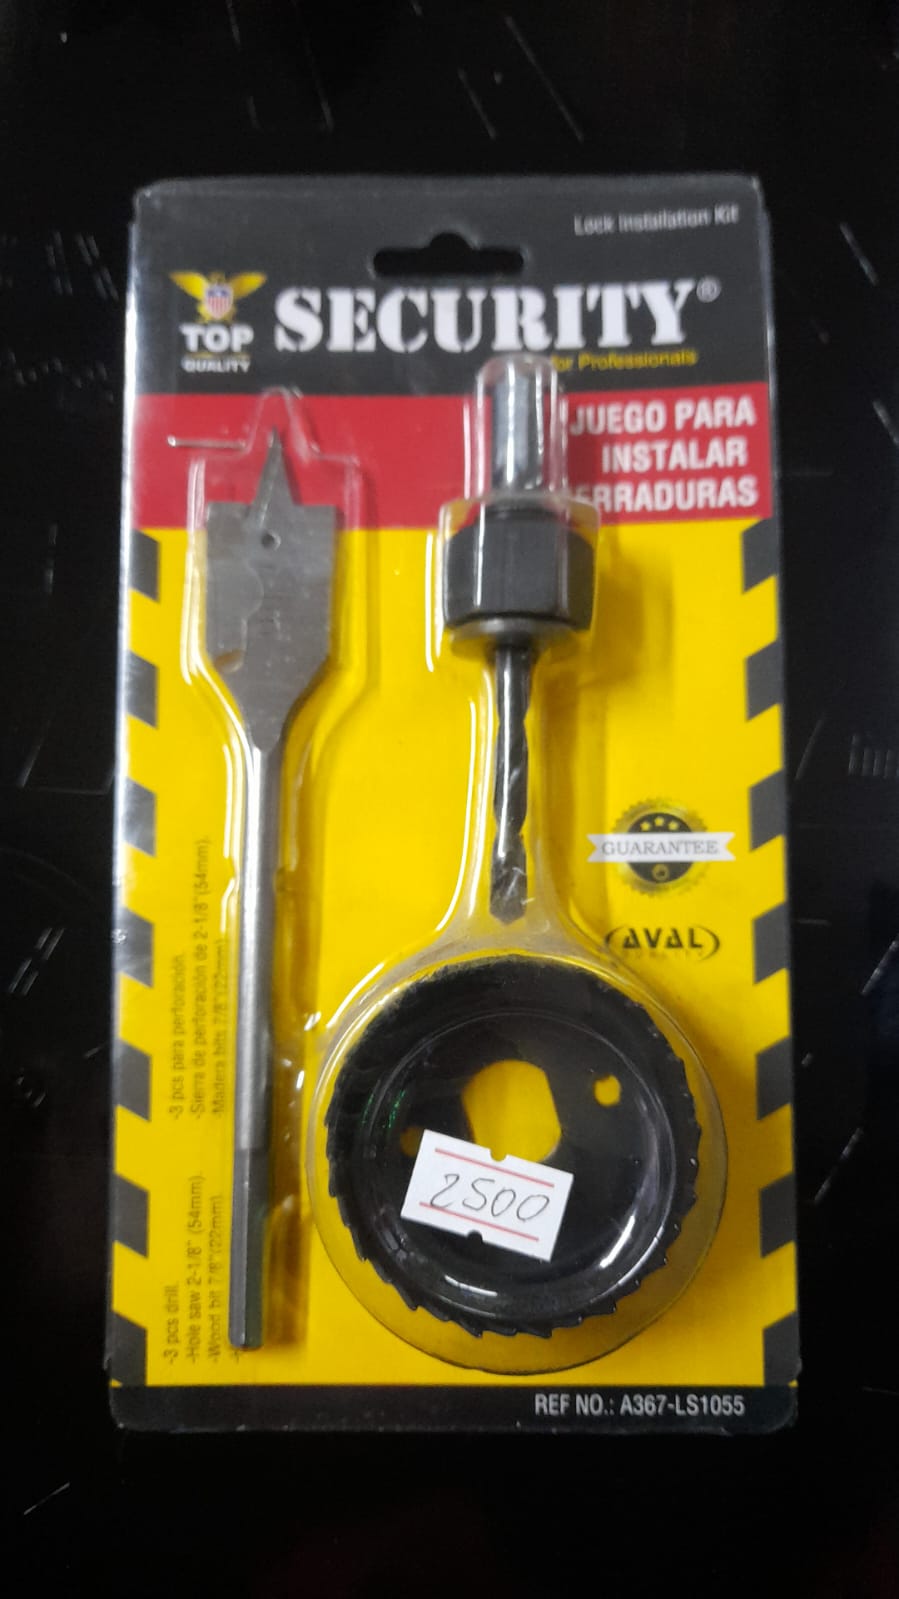 Lock Installation Kit
TOP
QUALITY
SECURITY®
for Professionals
JUEGO PARA
INSTALAR
ERRADURAS
GUARANTEE
AVAL
-3 pcs para perforación.
-Sierra de perforación de 2-1/8"(54mm).
-Madera bits 7/8"(22mm)
-3 pcs drill.
-Hole saw 2-1/8" (54mm).
-Wood bit 7/8"(22mm)
2500
REF NO.: A367-LS1055